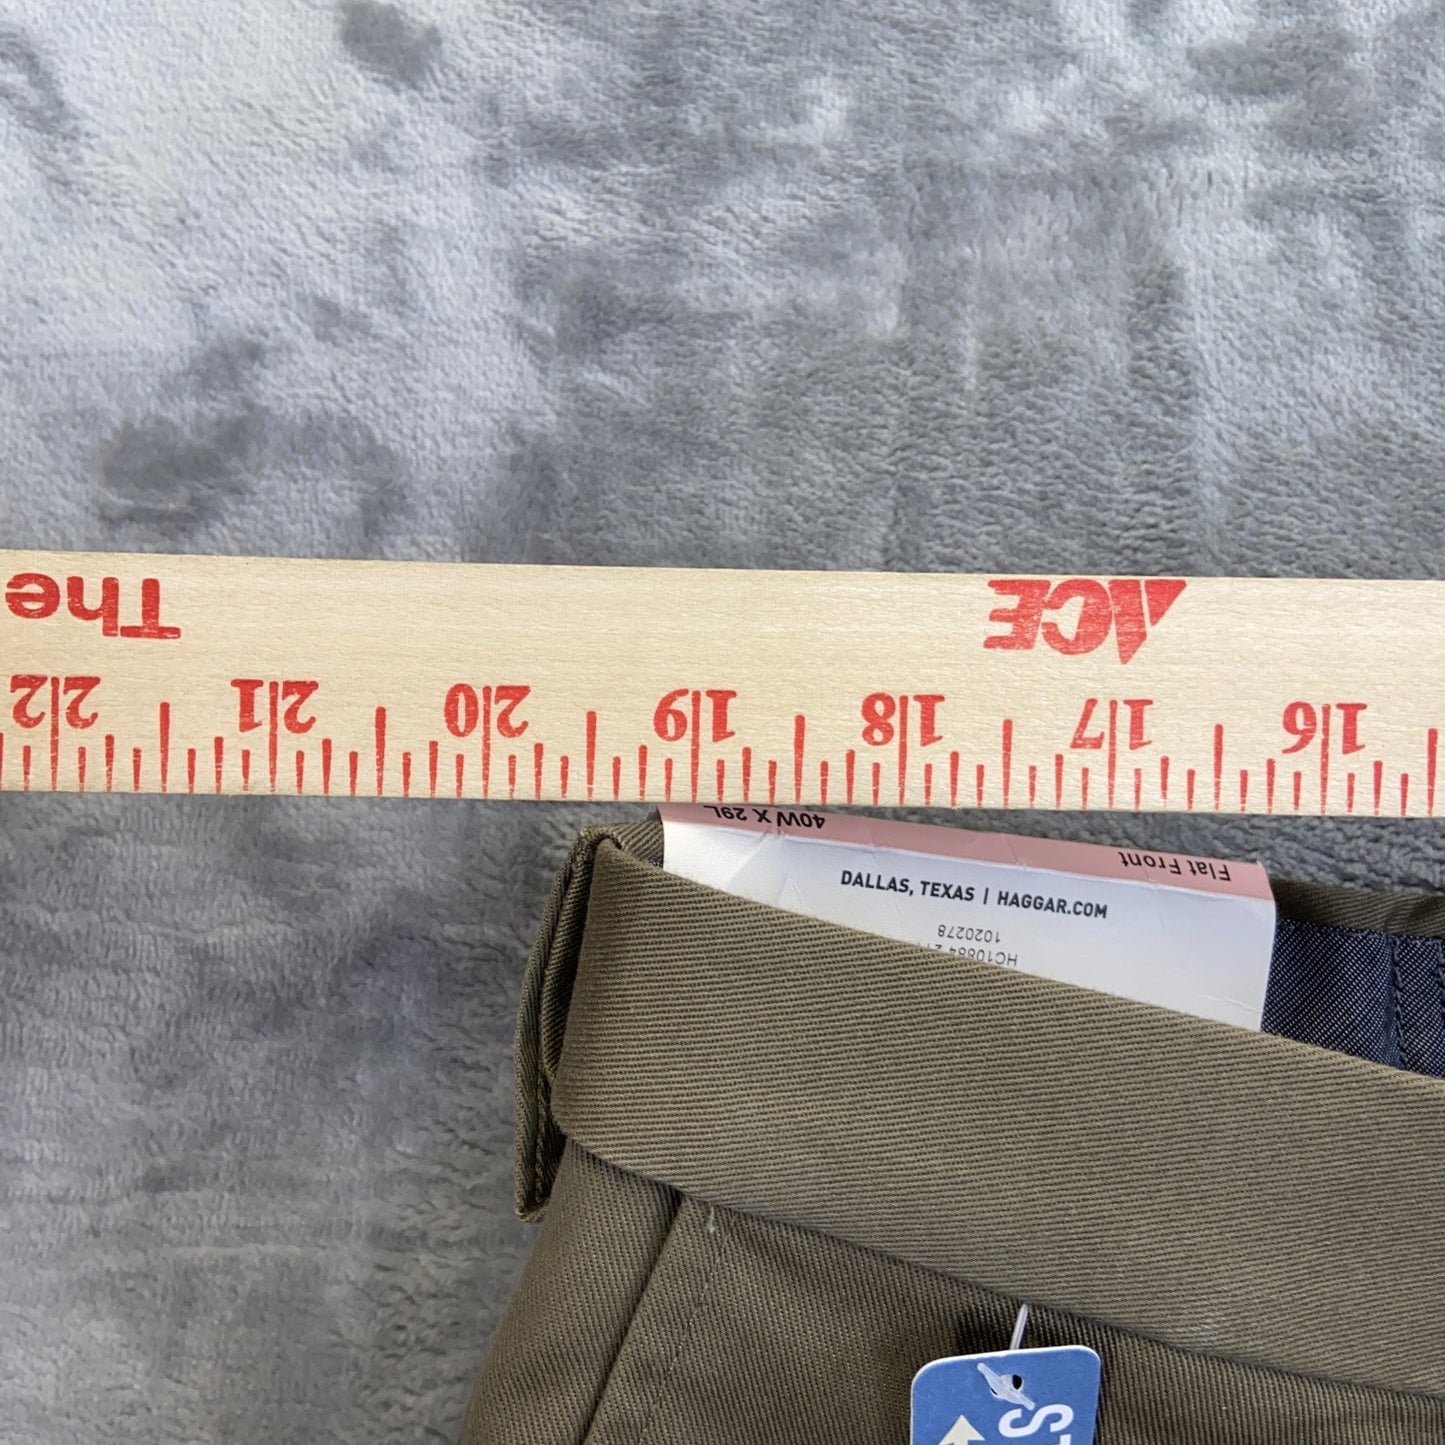 The ACE
22 21 20 19 18 17 16
40W X 29L Flat Front
DALLAS, TEXAS | HAGGAR.COM
1020278